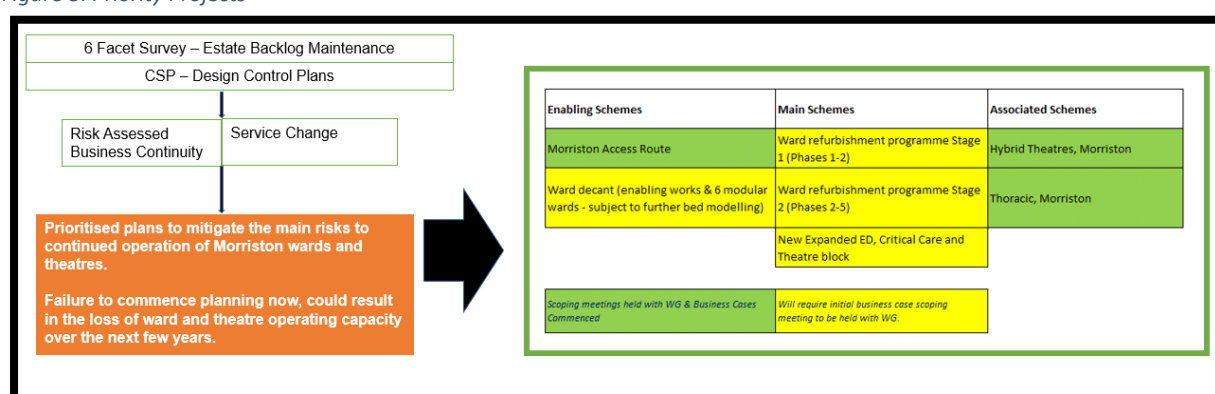 Figure 3: Priority Projects
6 Facet Survey – Estate Backlog Maintenance
CSP – Design Control Plans
Risk Assessed
Business Continuity
Service Change
Prioritised plans to mitigate the main risks to
continued operation of Morriston wards and
theatres.
Failure to commence planning now, could result
in the loss of ward and theatre operating capacity
over the next few years.
Enabling Schemes
Main Schemes
Associated Schemes
Morriston Access Route
Ward refurbishment programme Stage
1 (Phases 1-2)
Hybrid Theatres, Morriston
Ward decant (enabling works & 6 modular
wards - subject to further bed modelling)
Ward refurbishment programme Stage
2 (Phases 2-5)
Thoracic, Morriston
New Expanded ED, Critical Care and
Theatre block
Scoping meetings held with WG & Business Cases
Commenced
Will require initial business case scoping
meeting to be held with WG.